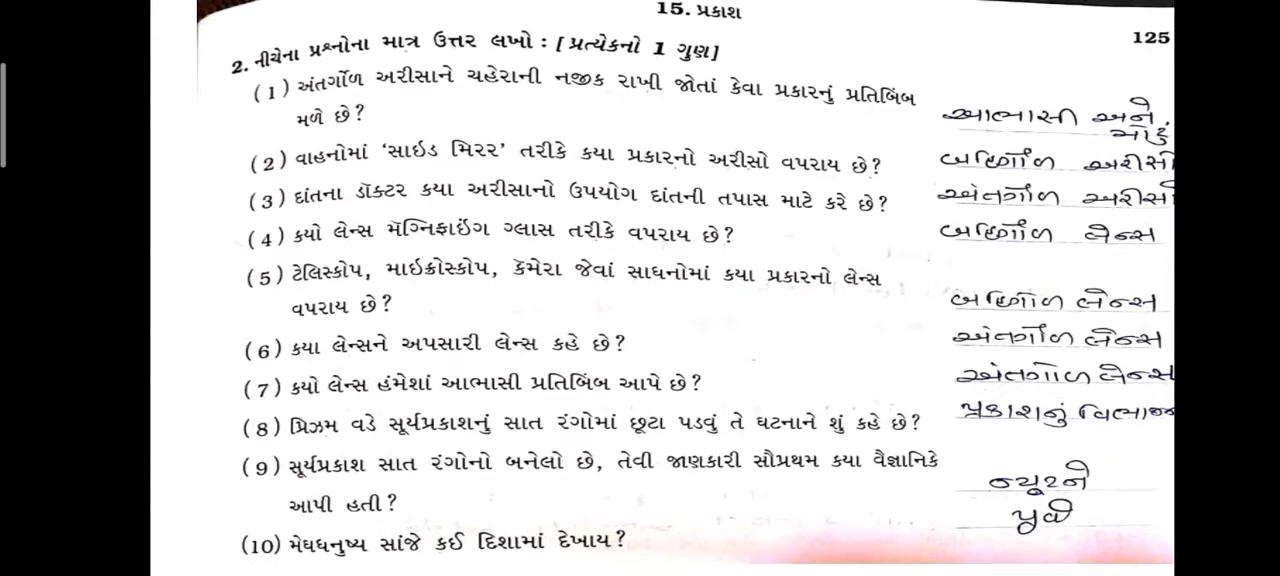 15. પ્રકાશ
125
2. નીચેના પ્રશ્નોના માત્ર ઉત્તર લખો : [પ્રત્યેકનો 1 ગુણ]
(1) અંતર્ગોળ અરીસાને ચહેરાની નજીક રાખી જોતાં કેવા પ્રકારનું પ્રતિબિંબ
મળે છે? આભાસી અને
મોટું
(2) વાહનોમાં ‘સાઇડ મિરર’ તરીકે કયા પ્રકારનો અરીસો વપરાય છે? બહિર્ગોળ અરીસો
(3) દાંતના ડૉક્ટર કયા અરીસાનો ઉપયોગ દાંતની તપાસ માટે કરે છે? અંતર્ગોળ અરીસો
(4) કયો લેન્સ મૅગ્નિફાઇંગ ગ્લાસ તરીકે વપરાય છે? બહિર્ગોળ લેન્સ
(5) ટેલિસ્કોપ, માઇક્રોસ્કોપ, કૅમેરા જેવાં સાધનોમાં કયા પ્રકારનો લેન્સ
વપરાય છે? બહિર્ગોળ લેન્સ
(6) કયા લેન્સને અપસારી લેન્સ કહે છે? અંતર્ગોળ લેન્સ
(7) કયો લેન્સ હંમેશાં આભાસી પ્રતિબિંબ આપે છે? અંતગોળ લેન્સ
(8) પ્રિઝમ વડે સૂર્યપ્રકાશનું સાત રંગોમાં છૂટા પડવું તે ઘટનાને શું કહે છે? પ્રકાશનું
(9) સૂર્યપ્રકાશ સાત રંગોનો બનેલો છે, તેવી જાણકારી સૌપ્રથમ કયા વૈજ્ઞાનિકે
આપી હતી? ન્યૂટને
(10) મેઘધનુષ્ય સાંજે કઈ દિશામાં દેખાય? પૂર્વ